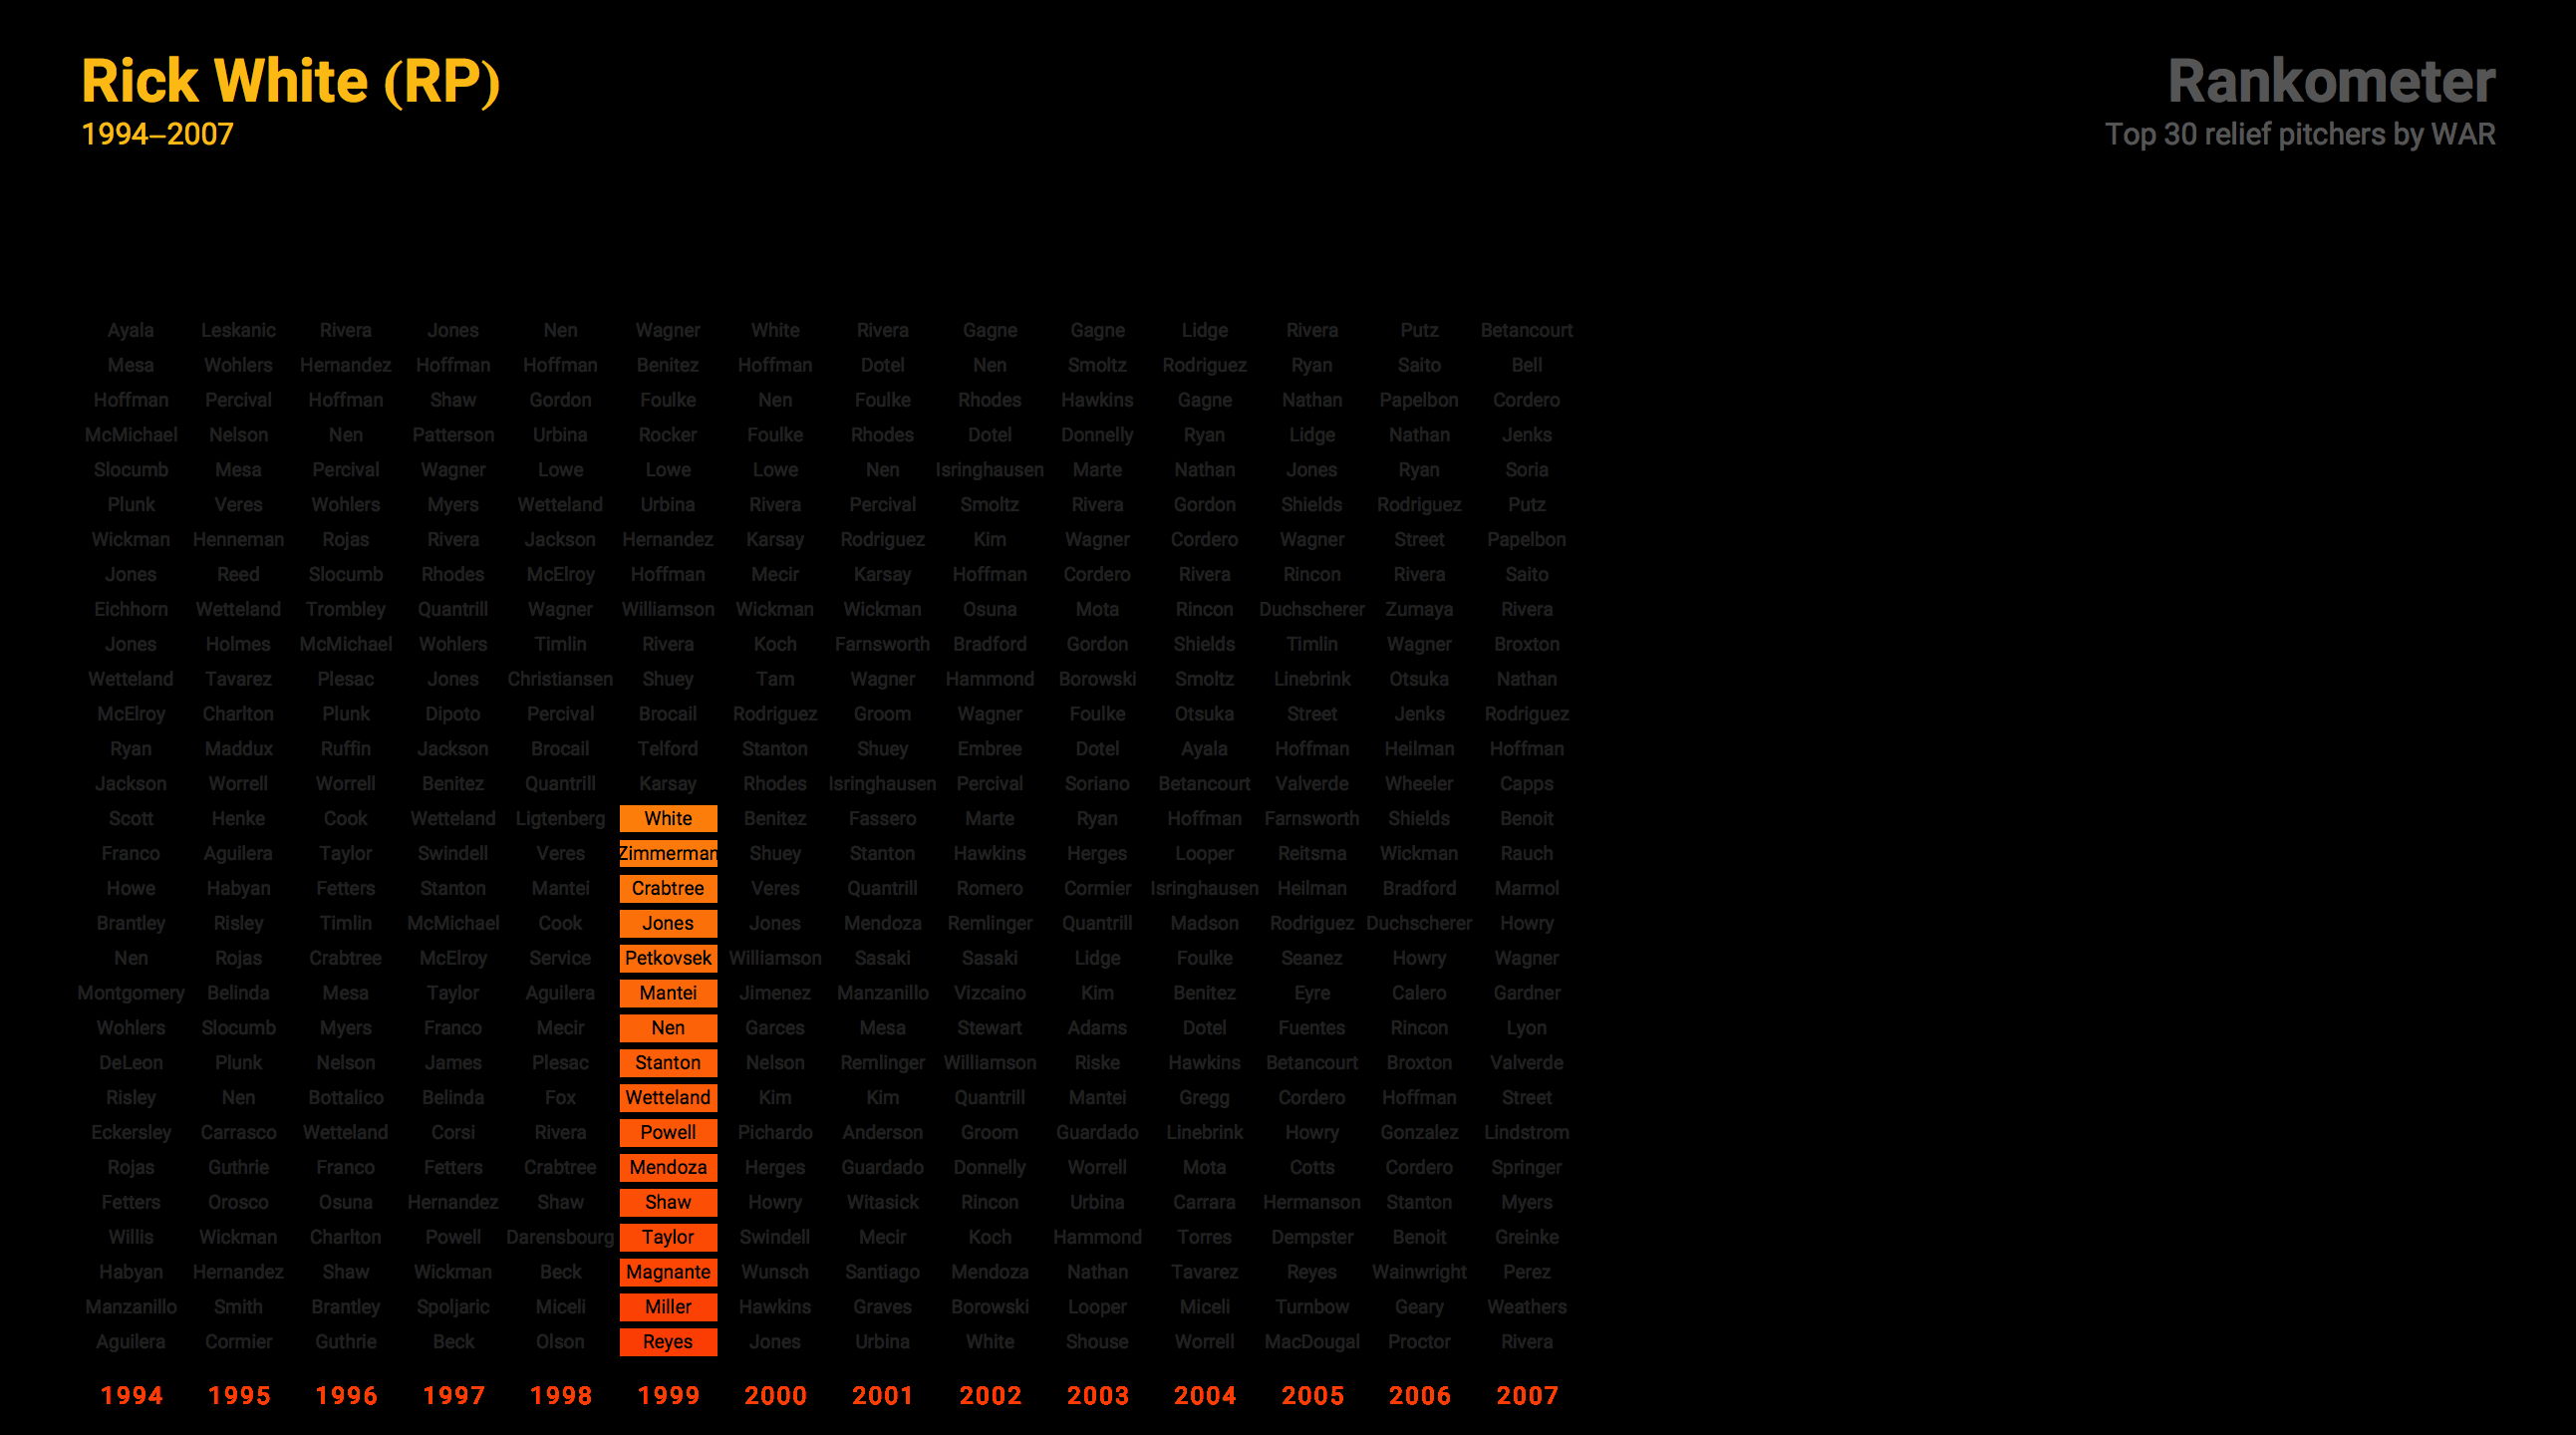 Rick White (RP)
1994–2007
Rankometer
Top 30 relief pitchers by WAR
Ayala Leskanic Rivera Jones Nen Wagner White Rivera Gagne Gagne Lidge Rivera Putz Betancourt
Mesa Wohlers Hernandez Hoffman Hoffman Benitez Hoffman Dotel Nen Smoltz Rodriguez Ryan Saito Bell
Hoffman Percival Hoffman Shaw Gordon Foulke Nen Foulke Rhodes Hawkins Gagne Nathan Papelbon Cordero
McMichael Nelson Nen Patterson Urbina Rocker Foulke Rhodes Dotel Donnelly Ryan Lidge Nathan Jenks
Slocumb Mesa Percival Wagner Lowe Lowe Lowe Nen Isringhausen Marte Nathan Jones Ryan Soria
Plunk Veres Wohlers Myers Wetteland Urbina Rivera Percival Smoltz Rivera Gordon Shields Rodriguez Putz
Wickman Henneman Rojas Rivera Jackson Hernandez Karsay Rodriguez Kim Wagner Cordero Wagner Street Papelbon
Jones Reed Slocumb Rhodes McElroy Hoffman Mecir Karsay Hoffman Cordero Rivera Rincon Rivera Saito
Eichhorn Wetteland Trombley Quantrill Wagner Williamson Wickman Wickman Osuna Mota Rincon Duchscherer Zumaya Rivera
Jones Holmes McMichael Wohlers Timlin Rivera Koch Farnsworth Bradford Gordon Shields Timlin Wagner Broxton
Wetteland Tavarez Plesac Jones Christiansen Shuey Tam Wagner Hammond Borowski Smoltz Linebrink Otsuka Nathan
McElroy Charlton Plunk Dipoto Percival Brocail Rodriguez Groom Wagner Foulke Otsuka Street Jenks Rodriguez
Ryan Maddux Ruffin Jackson Brocail Telford Stanton Shuey Embree Dotel Ayala Hoffman Heilman Hoffman
Jackson Worrell Worrell Benitez Quantrill Karsay Rhodes Isringhausen Percival Soriano Betancourt Valverde Wheeler Capps
Scott Henke Cook Wetteland Ligtenberg White Benitez Fassero Marte Ryan Hoffman Farnsworth Shields Benoit
Franco Aguilera Taylor Swindell Veres Zimmerman Shuey Stanton Hawkins Herges Looper Reitsma Wickman Rauch
Howe Habyan Fetters Stanton Mantei Crabtree Veres Quantrill Romero Cormier Isringhausen Heilman Bradford Marmol
Brantley Risley Timlin McMichael Cook Jones Jones Mendoza Remlinger Quantrill Madson Rodriguez Duchscherer Howry
Nen Rojas Crabtree McElroy Service Petkovsek Williamson Sasaki Sasaki Lidge Foulke Seanez Howry Wagner
Montgomery Belinda Mesa Taylor Aguilera Mantei Jimenez Manzanillo Vizcaino Kim Benitez Eyre Calero Gardner
Wohlers Slocumb Myers Franco Mecir Nen Garces Mesa Stewart Adams Dotel Fuentes Rincon Lyon
DeLeon Plunk Nelson James Plesac Stanton Nelson Remlinger Williamson Riske Hawkins Betancourt Broxton Valverde
Risley Nen Bottalico Belinda Fox Wetteland Kim Kim Quantrill Mantei Gregg Cordero Hoffman Street
Eckersley Carrasco Wetteland Corsi Rivera Powell Pichardo Anderson Groom Guardado Linebrink Howry Gonzalez Lindstrom
Rojas Guthrie Franco Fetters Crabtree Mendoza Herges Guardado Donnelly Worrell Mota Cotts Cordero Springer
Fetters Orosco Osuna Hernandez Shaw Shaw Howry Witasick Rincon Urbina Carrara Hermanson Stanton Myers
Willis Wickman Charlton Powell Darensbourg Taylor Swindell Mecir Koch Hammond Torres Dempster Benoit Greinke
Habyan Hernandez Shaw Wickman Beck Magnante Wunsch Santiago Mendoza Nathan Tavarez Reyes Wainwright Perez
Manzanillo Smith Brantley Spoljaric Miceli Miller Hawkins Graves Borowski Looper Miceli Turnbow Geary Weathers
Aguilera Cormier Guthrie Beck Olson Reyes Jones Urbina White Shouse Worrell MacDougal Proctor Rivera
1994 1995 1996 1997 1998 1999 2000 2001 2002 2003 2004 2005 2006 2007